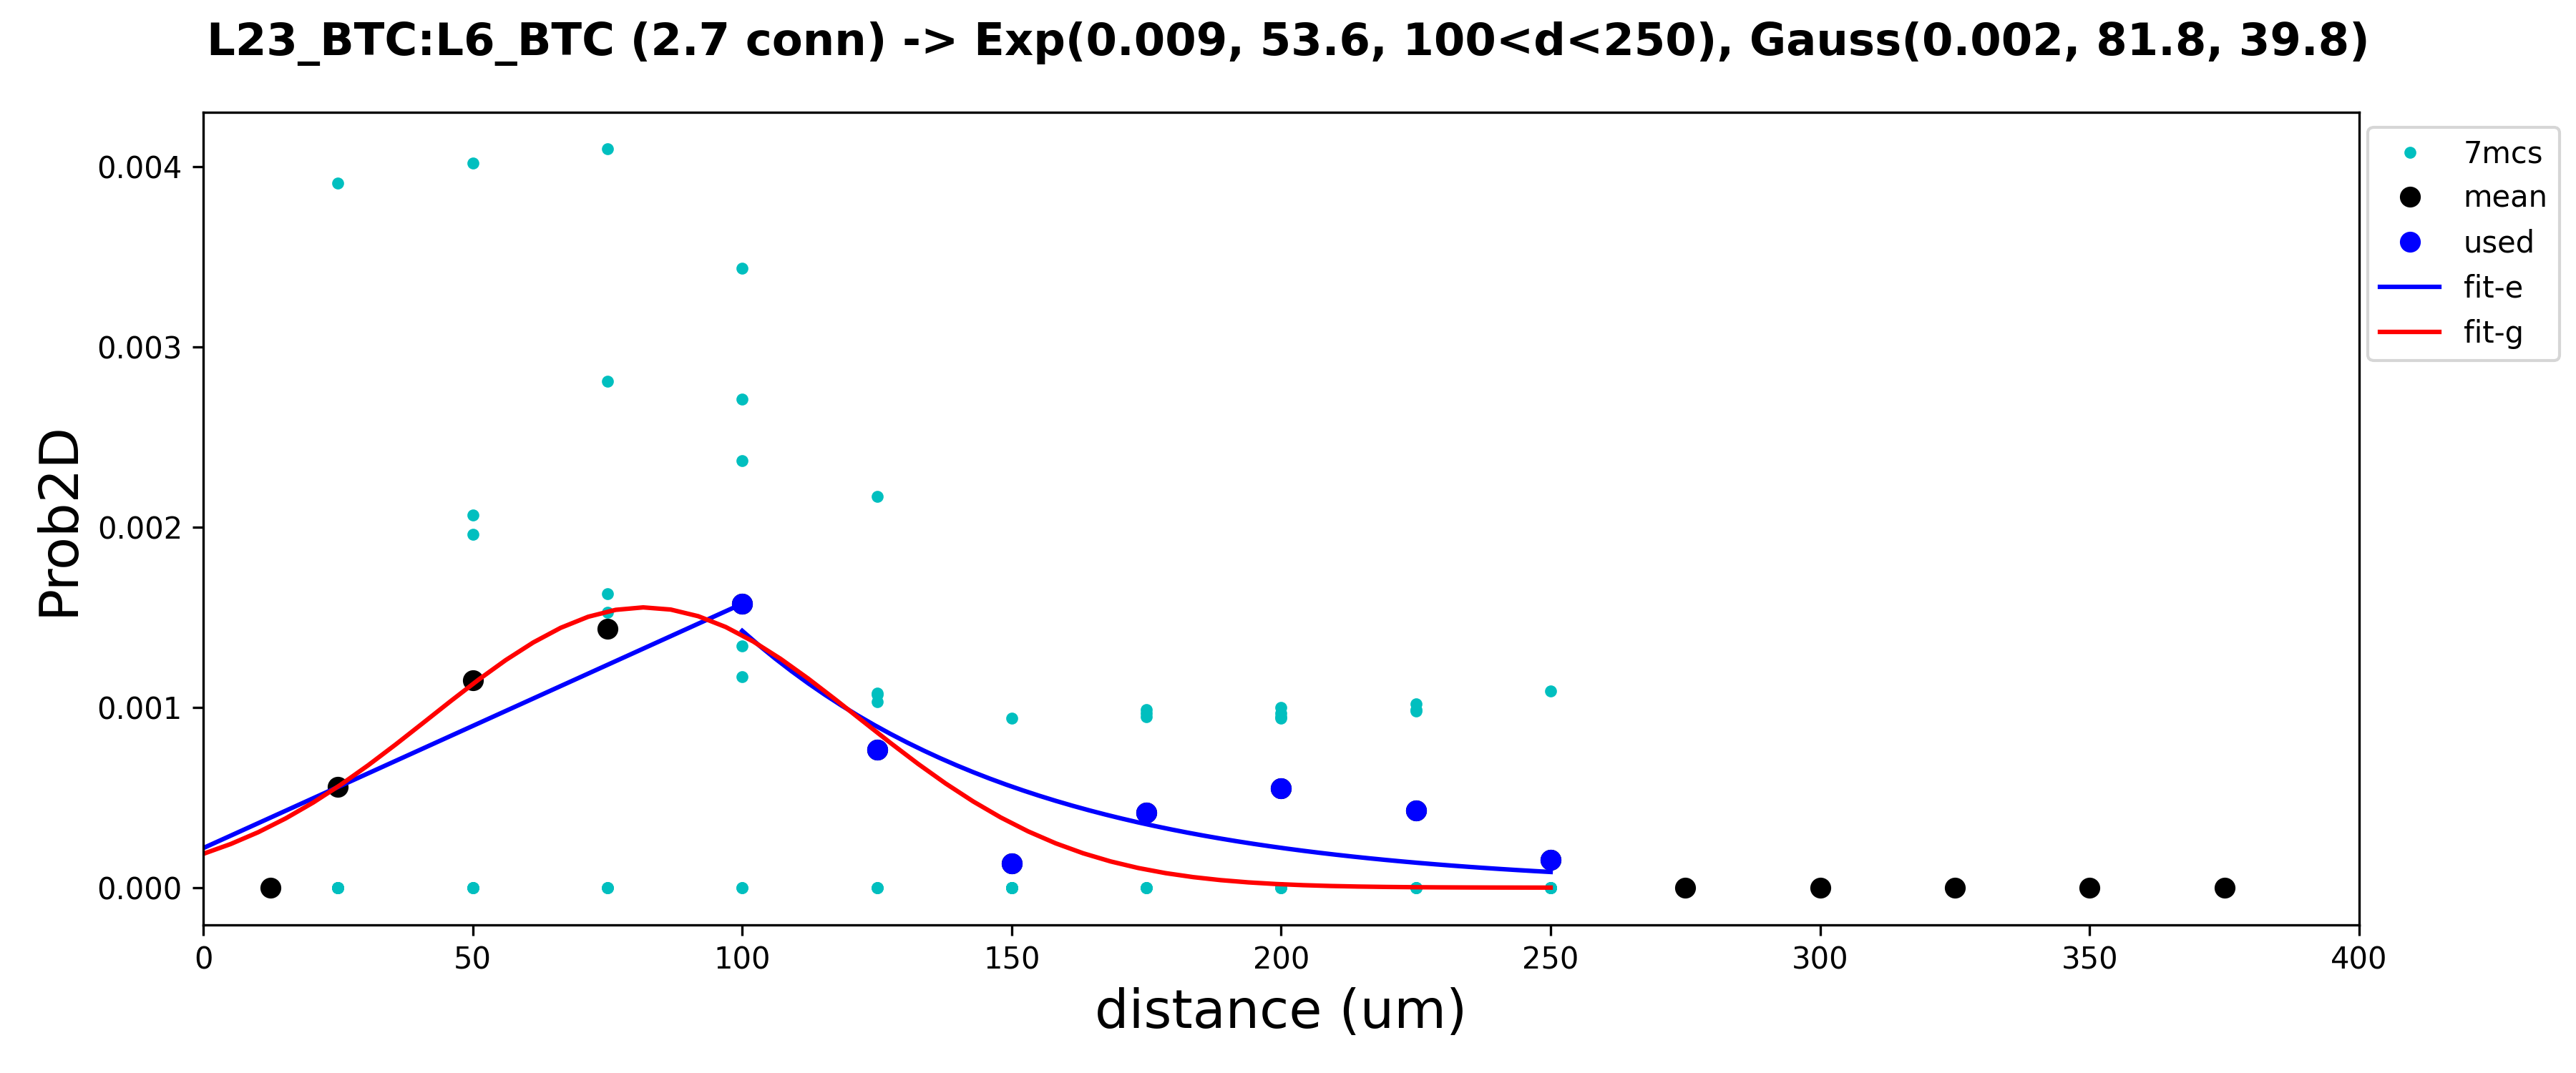 L23_BTC:L6_BTC (2.7 conn) -> Exp(0.009, 53.6, 100<d<250), Gauss(0.002, 81.8, 39.8)
7mcs
mean
used
fit-e
fit-g
Prob2D
0.004
0.003
0.002
0.001
0.000
0 50 100 150 200 250 300 350 400
distance (um)